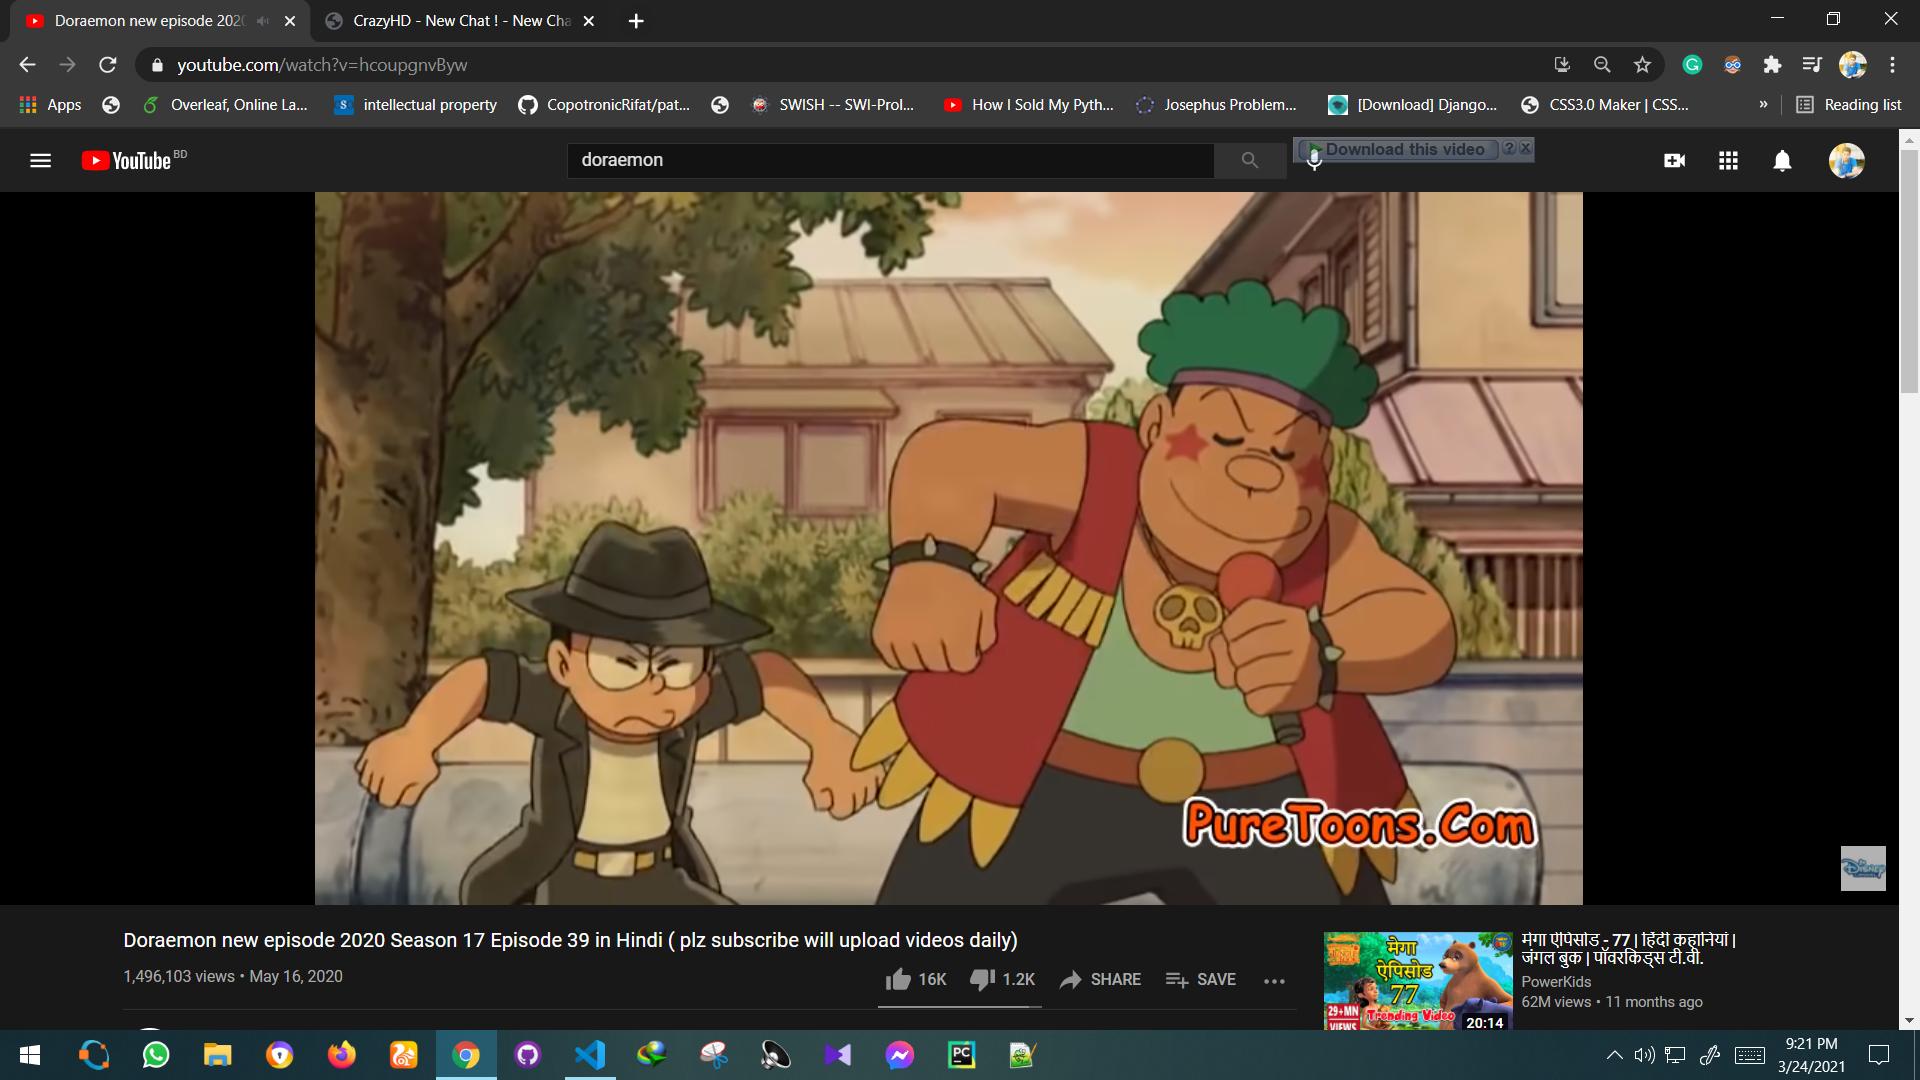 Doraemon new episode 202
CrazyHD - New Chat ! - New Cha
youtube.com/watch?v=hcoupgnvByw
Apps
Overleaf, Online La...
intellectual property
CopotronicRifat/pat...
SWISH -- SWI-Prol...
How I Sold My Pyth...
Josephus Problem...
[Download] Django...
CSS3.0 Maker | CSS...
»
Reading list
YouTube BD
doraemon
Download this video
PureToons.Com
Disney
Doraemon new episode 2020 Season 17 Episode 39 in Hindi ( plz subscribe will upload videos daily)
1,496,103 views • May 16, 2020
16K
1.2K
SHARE
SAVE
मेगा
ऐपिसोड
77
29+MN
VIEWS
Trending Video
20:14
मेगा ऐपिसोड - 77 | हिंदी कहानियां |
जंगल बुक | पॉवरकिड्स टी.वी.
PowerKids
62M views • 11 months ago
9:21 PM
3/24/2021